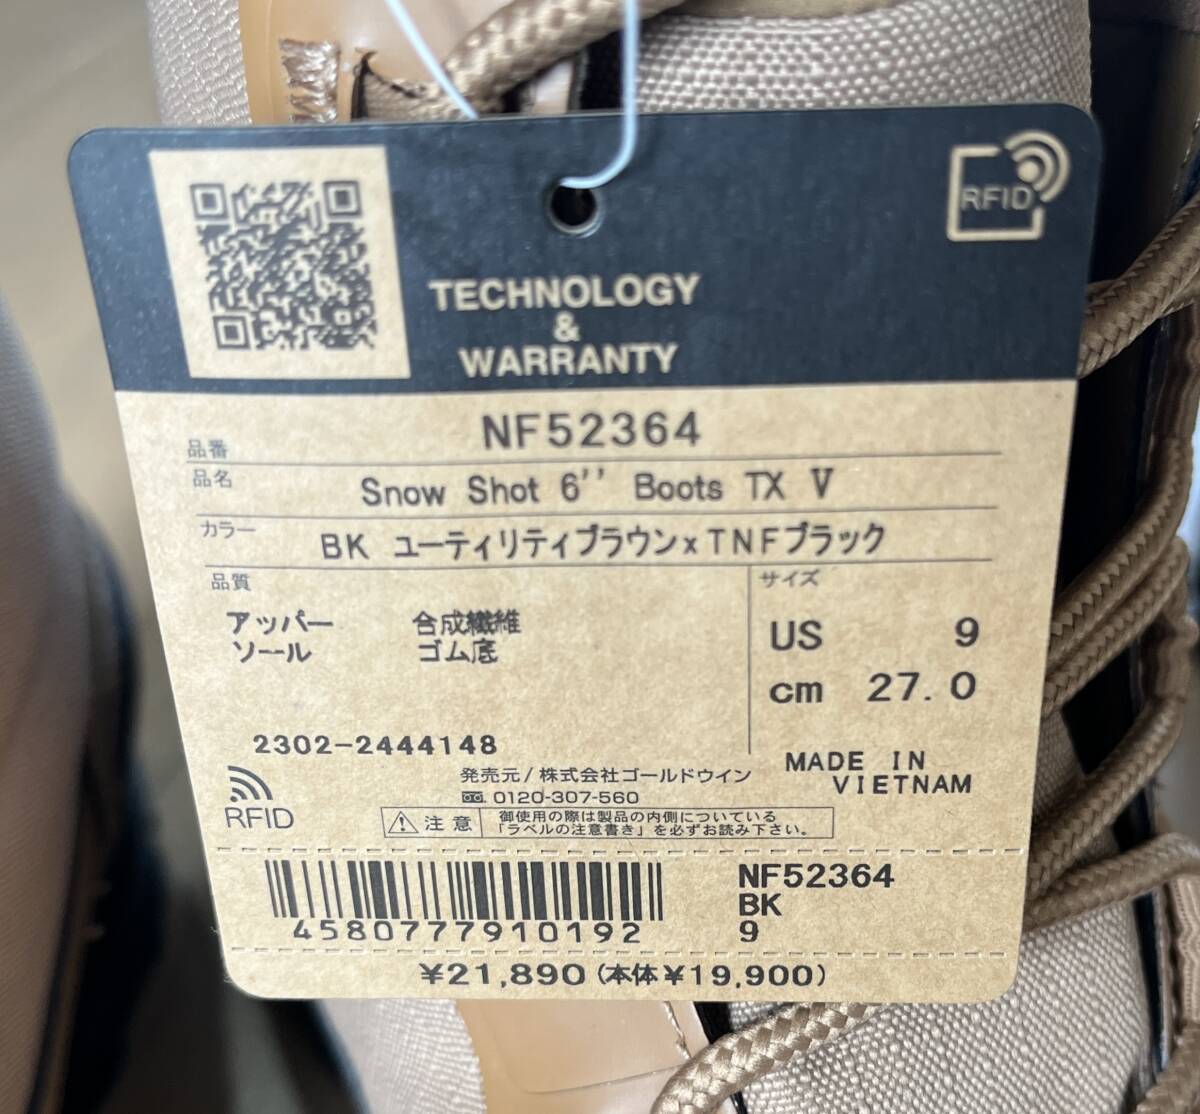 RFID
TECHNOLOGY
&
WARRANTY
品番 NF52364
品名 Snow Shot 6'' Boots TX V
カラー BK ユーティリティブラウンxTNFブラック
品質
アッパー 合成繊維
ソール ゴム底
サイズ
US 9
cm 27.0
2302-2444148
MADE IN
VIETNAM
RFID
発売元/株式会社ゴールドウイン
0120-307-560
注意
御使用の際は製品の内側についている
「ラベルの注意書き」を必ずお読み下さい。
4580777910192
NF52364
BK
9
¥21,890(本体¥19,900)